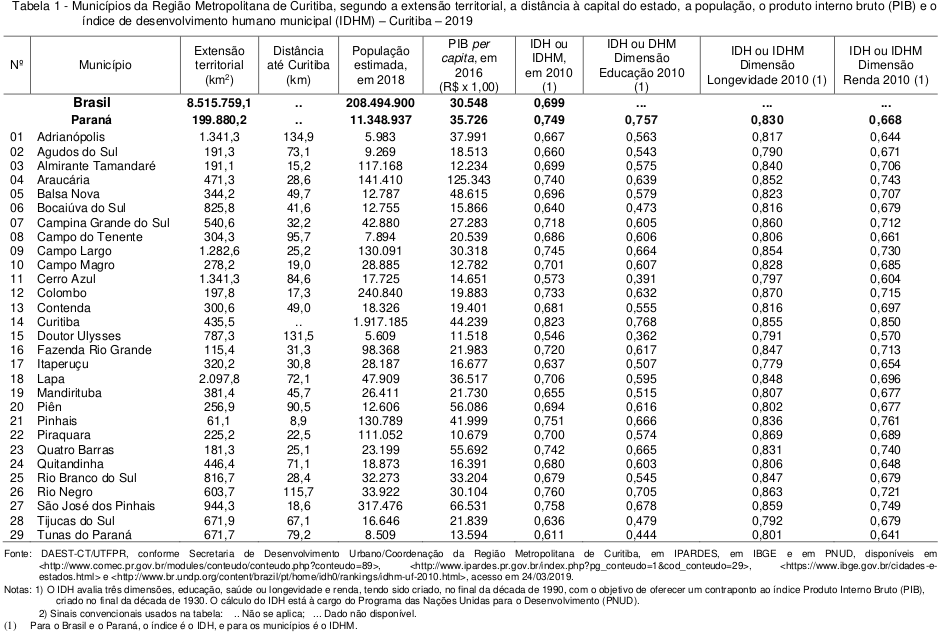 Tabela 1 - Municípios da Região Metropolitana de Curitiba, segundo a extensão territorial, a distância à capital do estado, a população, o produto interno bruto (PIB) e o
índice de desenvolvimento humano municipal (IDHM) – Curitiba – 2019
Nº Município Extensão territorial (km²) Distância até Curitiba (km) População estimada, em 2018 PIB per capita, em 2016 (R$ x 1,00) IDH ou IDHM, em 2010 (1) IDH ou DHM Dimensão Educação 2010 (1) IDH ou IDHM Dimensão Longevidade 2010 (1) IDH ou IDHM Dimensão Renda 2010 (1)
Brasil 8.515.759,1 .. 208.494.900 30.548 0,699 ... ... ...
Paraná 199.880,2 .. 11.348.937 35.726 0,749 0,757 0,830 0,668
01 Adrianópolis 1.341,3 134,9 5.983 37.991 0,667 0,563 0,817 0,644
02 Agudos do Sul 191,3 73,1 9.269 18.513 0,660 0,543 0,790 0,671
03 Almirante Tamandaré 191,1 15,2 117.168 12.234 0,699 0,575 0,840 0,706
04 Araucária 471,3 28,6 141.410 125.343 0,740 0,639 0,852 0,743
05 Balsa Nova 344,2 49,7 12.787 48.615 0,696 0,579 0,823 0,707
06 Bocaiúva do Sul 825,8 41,6 12.755 15.866 0,640 0,473 0,816 0,679
07 Campina Grande do Sul 540,6 32,2 42.880 27.283 0,718 0,605 0,860 0,712
08 Campo do Tenente 304,3 95,7 7.894 20.539 0,686 0,606 0,806 0,661
09 Campo Largo 1.282,6 25,2 130.091 30.318 0,745 0,664 0,854 0,730
10 Campo Magro 278,2 19,0 28.885 12.782 0,701 0,607 0,828 0,685
11 Cerro Azul 1.341,3 84,6 17.725 14.651 0,573 0,391 0,797 0,604
12 Colombo 197,8 17,3 240.840 19.883 0,733 0,632 0,870 0,715
13 Contenda 300,6 49,0 18.326 19.401 0,681 0,555 0,816 0,697
14 Curitiba 435,5 .. 1.917.185 44.239 0,823 0,768 0,855 0,850
15 Doutor Ulysses 787,3 131,5 5.609 11.518 0,546 0,362 0,791 0,570
16 Fazenda Rio Grande 115,4 31,3 98.368 21.983 0,720 0,617 0,847 0,713
17 Itaperuçu 320,2 30,8 28.187 16.677 0,637 0,507 0,779 0,654
18 Lapa 2.097,8 72,1 47.909 36.517 0,706 0,595 0,848 0,696
19 Mandirituba 381,4 45,7 26.411 21.730 0,655 0,515 0,807 0,677
20 Piên 256,9 90,5 12.606 56.086 0,694 0,616 0,802 0,677
21 Pinhais 61,1 8,9 130.789 41.999 0,751 0,666 0,836 0,761
22 Piraquara 225,2 22,5 111.052 10.679 0,700 0,574 0,869 0,689
23 Quatro Barras 181,3 25,1 23.199 55.692 0,742 0,665 0,831 0,740
24 Quitandinha 446,4 71,1 18.873 16.391 0,680 0,603 0,806 0,648
25 Rio Branco do Sul 816,7 28,4 32.273 33.204 0,679 0,545 0,847 0,679
26 Rio Negro 603,7 115,7 33.922 30.104 0,760 0,705 0,863 0,721
27 São José dos Pinhais 944,3 18,6 317.476 66.531 0,758 0,678 0,859 0,749
28 Tijucas do Sul 671,9 67,1 16.646 21.839 0,636 0,479 0,792 0,679
29 Tunas do Paraná 671,7 79,2 8.509 13.594 0,611 0,444 0,801 0,641
Fonte: DAEST-CT/UTFPR, conforme Secretaria de Desenvolvimento Urbano/Coordenação da Região Metropolitana de Curitiba, em IPARDES, em IBGE e em PNUD, disponíveis em
<http://www.comec.pr.gov.br/modules/conteudo/conteudo.php?conteudo=89>, <http://www.ipardes.pr.gov.br/index.php?pg_conteudo=1&cod_conteudo=29>, <https://www.ibge.gov.br/cidades-e-
estados.html> e <http://www.br.undp.org/content/brazil/pt/home/idh0/rankings/idhm-uf-2010.html>, acesso em 24/03/2019.
Notas: 1) O IDH avalia três dimensões, educação, saúde ou longevidade e renda, tendo sido criado, no final da década de 1990, com o objetivo de oferecer um contraponto ao índice Produto Interno Bruto (PIB),
criado no final da década de 1930. O cálculo do IDH está à cargo do Programa das Nações Unidas para o Desenvolvimento (PNUD).
2) Sinais convencionais usados na tabela: .. Não se aplica; ... Dado não disponível.
(1) Para o Brasil e o Paraná, o índice é o IDH, e para os municípios é o IDHM.